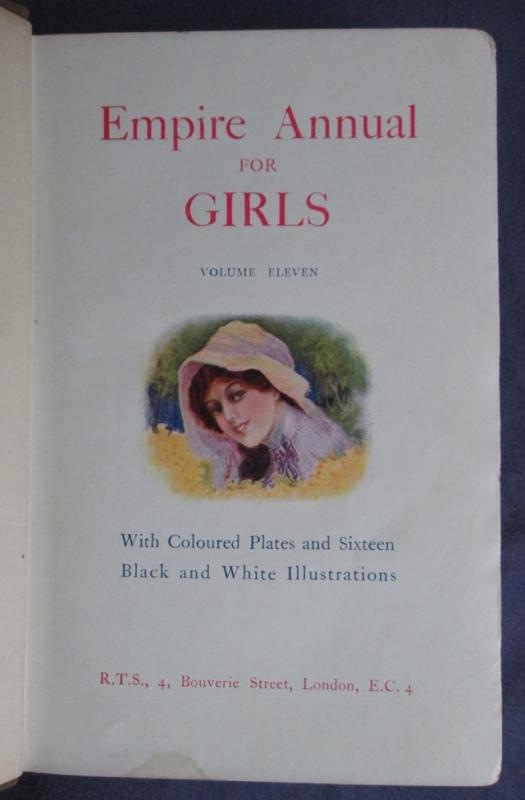 Empire Annual
FOR
GIRLS
VOLUME ELEVEN
With Coloured Plates and Sixteen
Black and White Illustrations
R.T.S., 4, Bouverie Street, London, E.C. 4